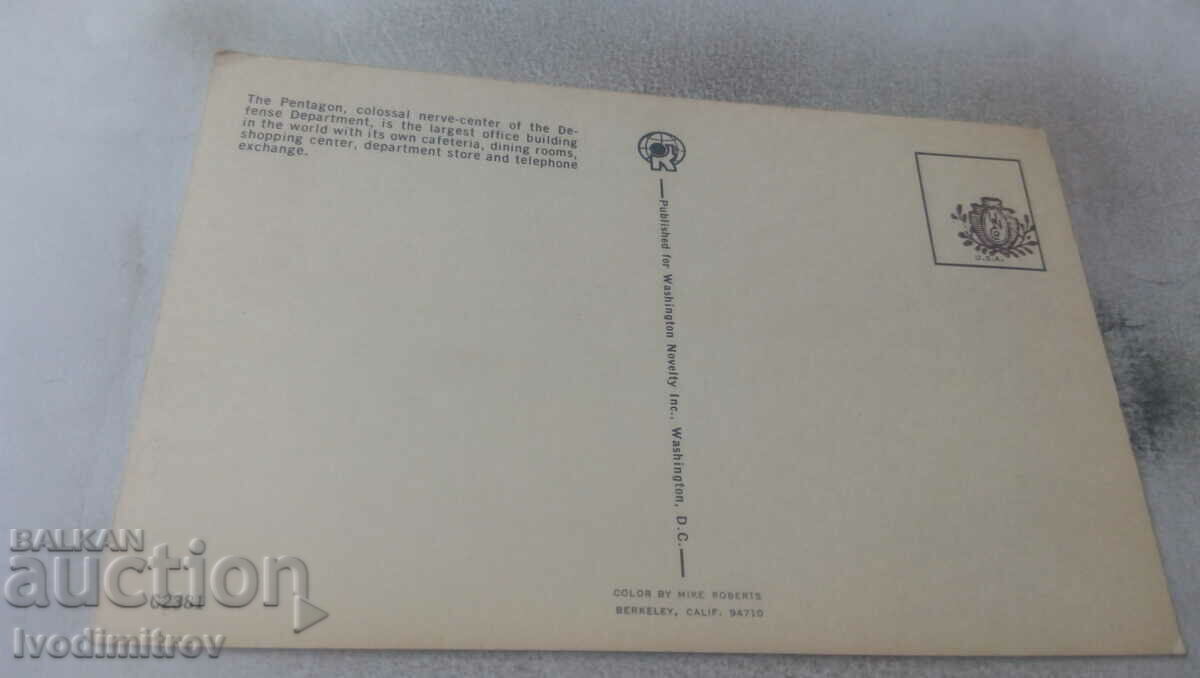 The Pentagon, colossal nerve-center of the De-
fense Department, is the largest office building
in the world with its own cafeteria, dining rooms,
shopping center, department store and telephone
exchange.
R
—Published for Washington Novelty Inc., Washington, D.C.—
U.S.A.
COLOR BY MIKE ROBERTS
BERKELEY, CALIF. 94710
C2381
BALKAN
auction
Ivodimitrov